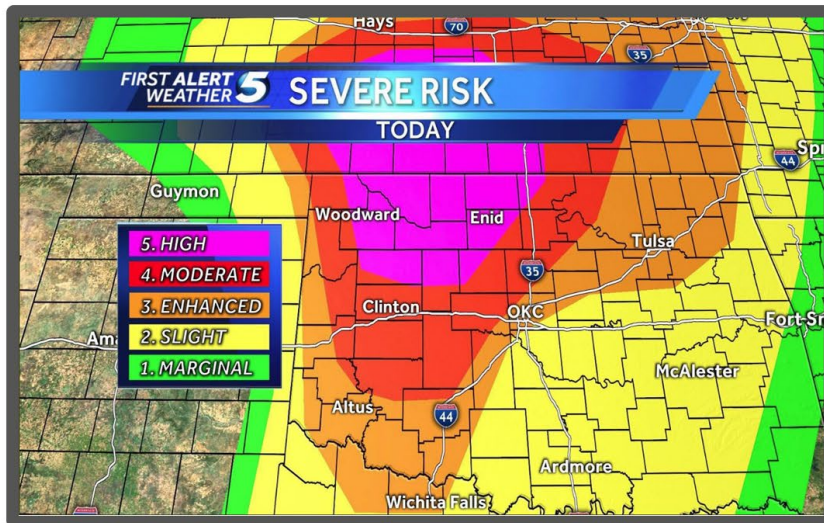 Hays
70
35
FIRST ALERT
WEATHER 5
SEVERE RISK
TODAY
44
Guymon
Woodward
Enid
Tulsa
5. HIGH
4. MODERATE
3. ENHANCED
2. SLIGHT
1. MARGINAL
35
Clinton
OKC
McAlester
Altus
44
Ardmore
Wichita Falls